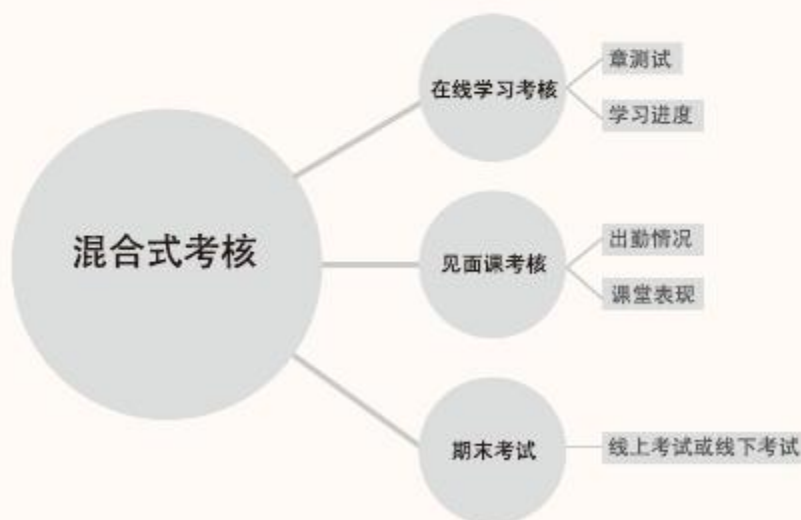 混合式考核
在线学习考核
章测试
学习进度
见面课考核
出勤情况
课堂表现
期末考试
线上考试或线下考试